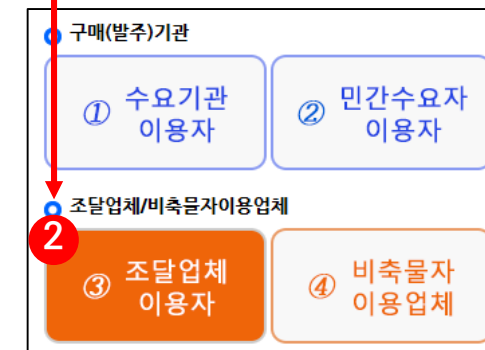 구매(발주)기관
① 수요기관
이용자
② 민간수요자
이용자
조달업체/비축물자이용업체
2
③ 조달업체
이용자
④ 비축물자
이용업체